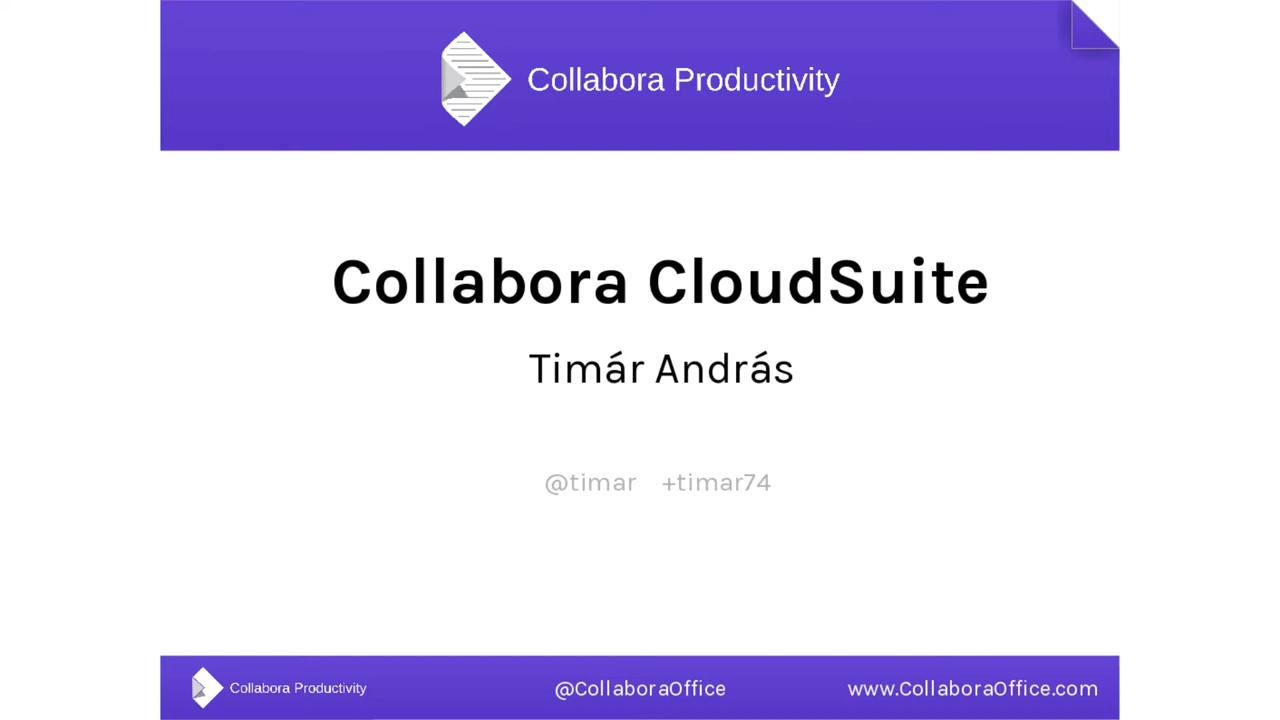 Collabora Productivity
Collabora CloudSuite
Timár András
@timar +timar74
Collabora Productivity @CollaboraOffice www.CollaboraOffice.com